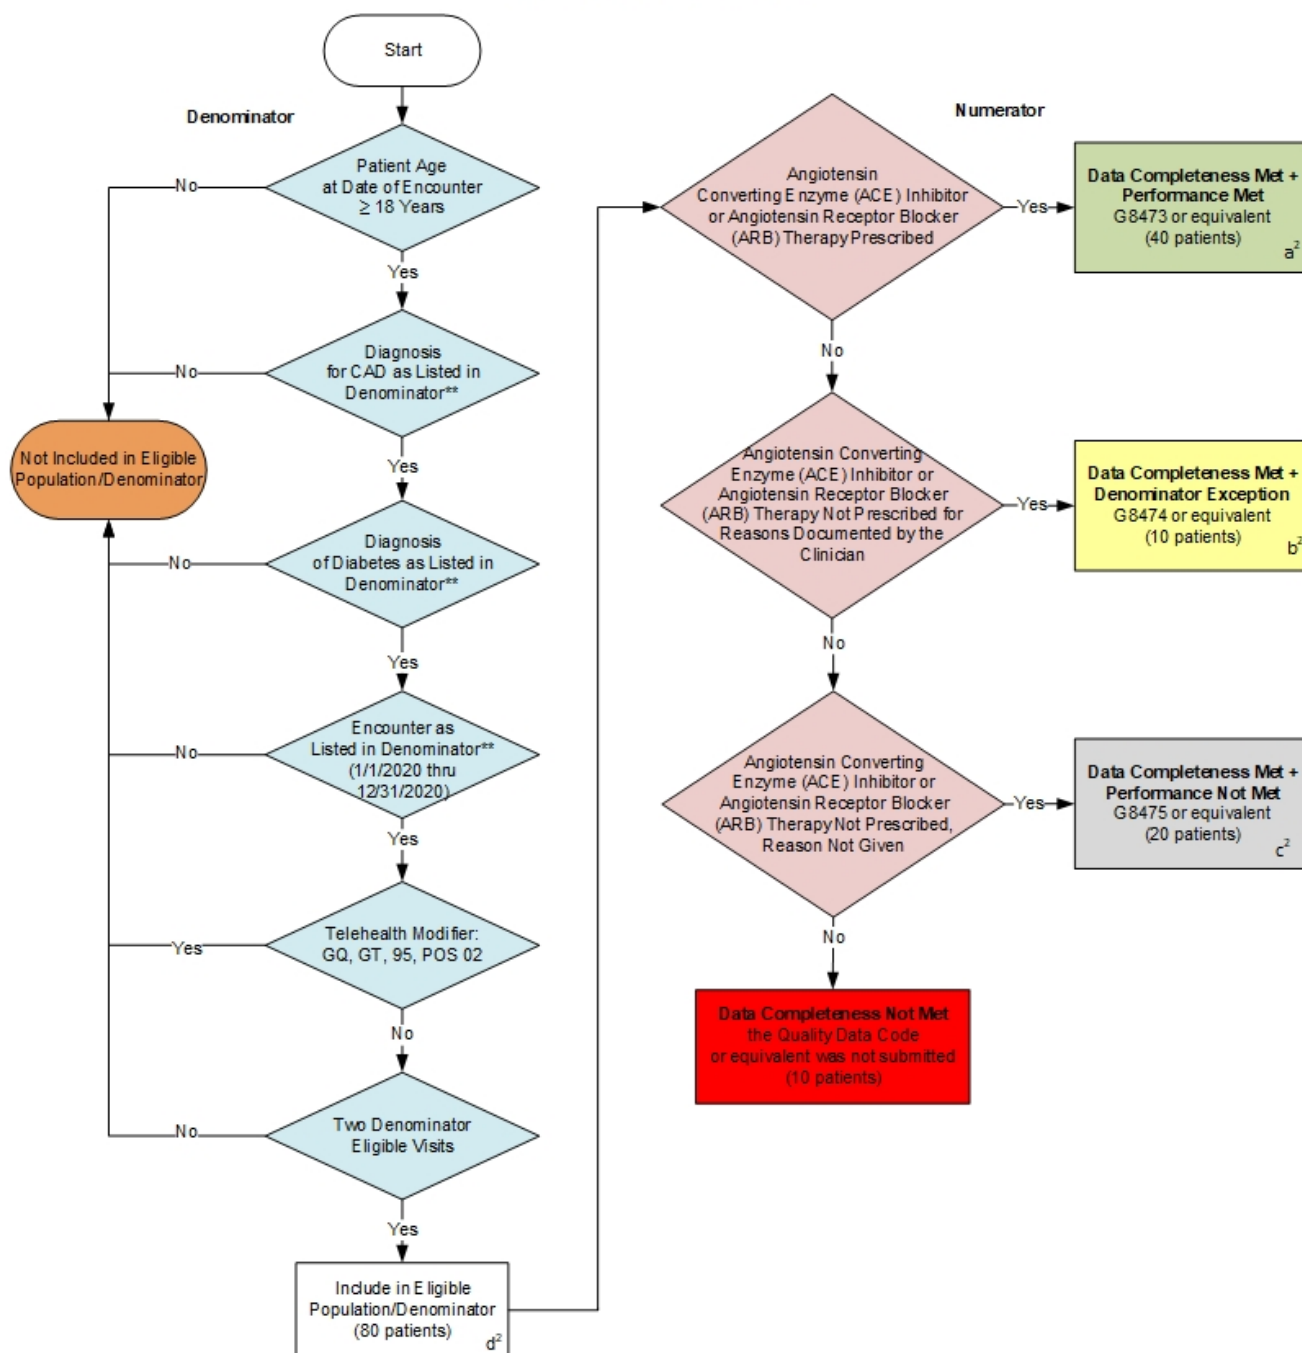 Start
Denominator
Patient Age
at Date of Encounter
≥ 18 Years
No
Yes
Diagnosis
for CAD as Listed in
Denominator**
No
Yes
Not Included in Eligible
Population/Denominator
Diagnosis
of Diabetes as Listed in
Denominator**
No
Yes
Encounter as
Listed in Denominator**
(1/1/2020 thru
12/31/2020)
No
Yes
Telehealth Modifier:
GQ, GT, 95, POS 02
Yes
No
Two Denominator
Eligible Visits
No
Yes
Include in Eligible
Population/Denominator
(80 patients)
d²
Numerator
Angiotensin
Converting Enzyme (ACE) Inhibitor
or Angiotensin Receptor Blocker
(ARB) Therapy Prescribed
Yes
Data Completeness Met +
Performance Met
G8473 or equivalent
(40 patients)
a²
No
Angiotensin Converting
Enzyme (ACE) Inhibitor or
Angiotensin Receptor Blocker
(ARB) Therapy Not Prescribed for
Reasons Documented by the
Clinician
Yes
Data Completeness Met +
Denominator Exception
G8474 or equivalent
(10 patients)
b²
No
Angiotensin Converting
Enzyme (ACE) Inhibitor or
Angiotensin Receptor Blocker
(ARB) Therapy Not Prescribed,
Reason Not Given
Yes
Data Completeness Met +
Performance Not Met
G8475 or equivalent
(20 patients)
c²
No
Data Completeness Not Met
the Quality Data Code
or equivalent was not submitted
(10 patients)